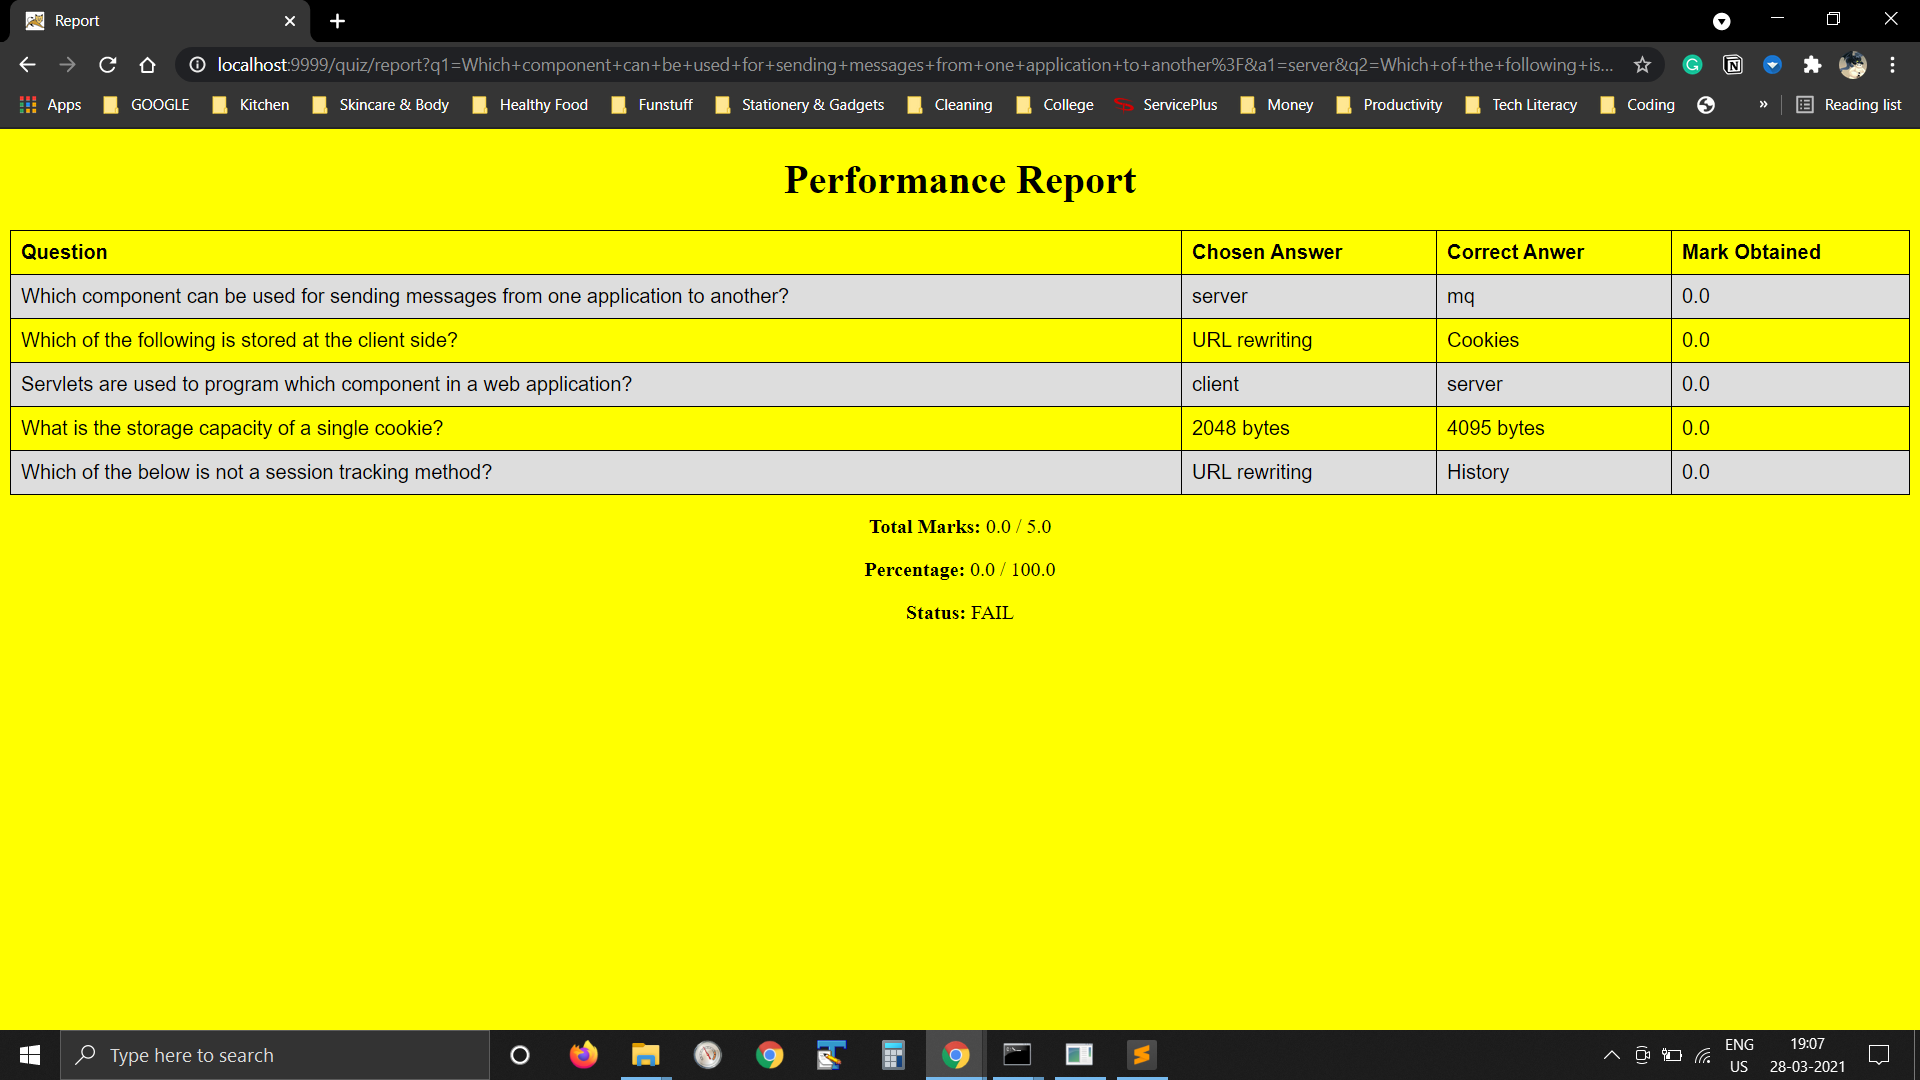 Report
localhost:9999/quiz/report?q1=Which+component+can+be+used+for+sending+messages+from+one+application+to+another%3F&a1=server&q2=Which+of+the+following+is...
Apps GOOGLE Kitchen Skincare & Body Healthy Food Funstuff Stationery & Gadgets Cleaning College ServicePlus Money Productivity Tech Literacy Coding » Reading list
Performance Report
Question Chosen Answer Correct Anwer Mark Obtained
Which component can be used for sending messages from one application to another? server mq 0.0
Which of the following is stored at the client side? URL rewriting Cookies 0.0
Servlets are used to program which component in a web application? client server 0.0
What is the storage capacity of a single cookie? 2048 bytes 4095 bytes 0.0
Which of the below is not a session tracking method? URL rewriting History 0.0
Total Marks: 0.0 / 5.0
Percentage: 0.0 / 100.0
Status: FAIL
Type here to search
ENG
US
19:07
28-03-2021